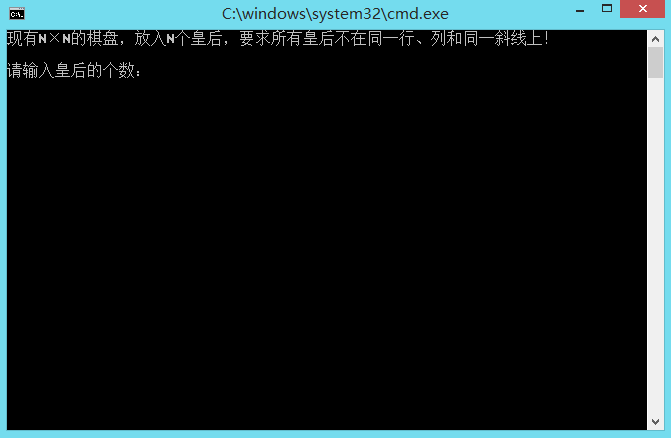 C:\windows\system32\cmd.exe
现有N×N的棋盘，放入N个皇后，要求所有皇后不在同一行、列和同一斜线上！
请输入皇后的个数：